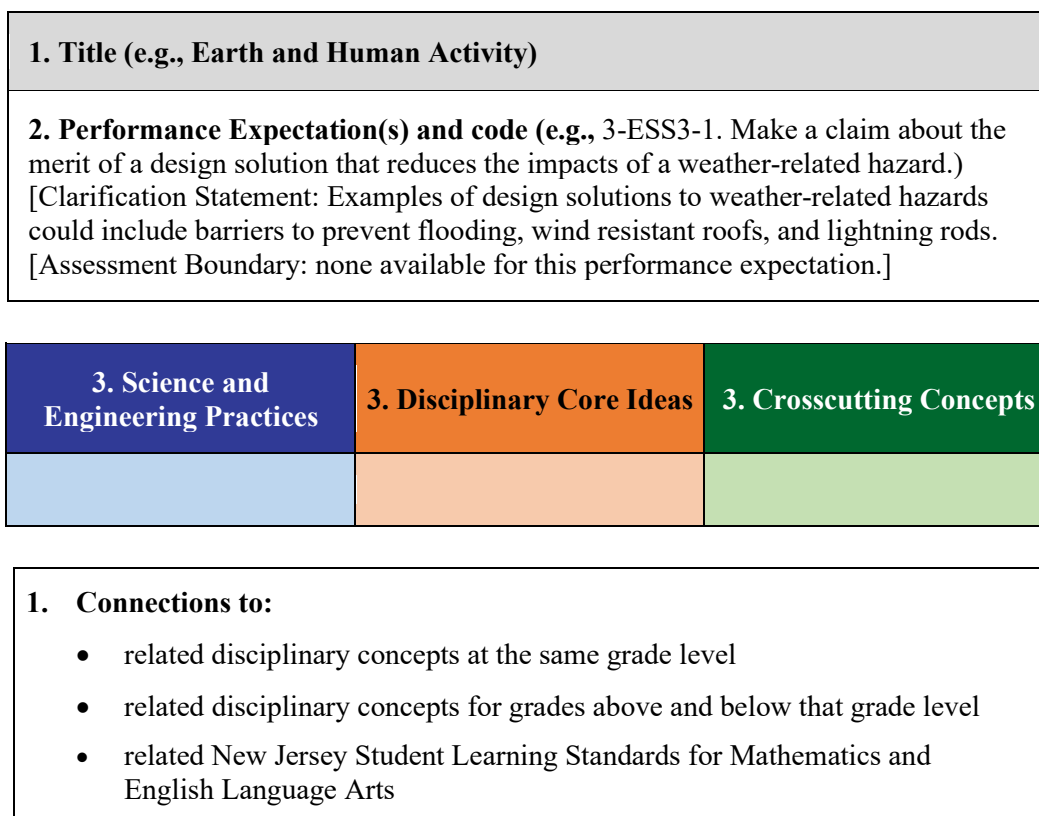 1. Title (e.g., Earth and Human Activity)
2. Performance Expectation(s) and code (e.g., 3-ESS3-1. Make a claim about the
merit of a design solution that reduces the impacts of a weather-related hazard.)
[Clarification Statement: Examples of design solutions to weather-related hazards
could include barriers to prevent flooding, wind resistant roofs, and lightning rods.
[Assessment Boundary: none available for this performance expectation.]
3. Science and
Engineering Practices
3. Disciplinary Core Ideas
3. Crosscutting Concepts
1. Connections to:
• related disciplinary concepts at the same grade level
• related disciplinary concepts for grades above and below that grade level
• related New Jersey Student Learning Standards for Mathematics and
English Language Arts